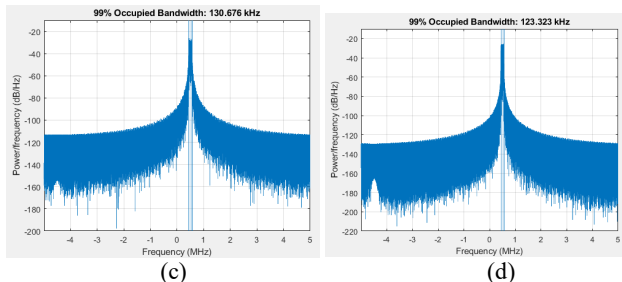 99% Occupied Bandwidth: 130.676 kHz
-20
-40
-60
-80
-100
-120
-140
-160
-180
-200
Power/frequency (dB/Hz)
-4 -3 -2 -1 0 1 2 3 4 5
Frequency (MHz)
(c)
99% Occupied Bandwidth: 123.323 kHz
-20
-40
-60
-80
-100
-120
-140
-160
-180
-200
-220
Power/frequency (dB/Hz)
-4 -3 -2 -1 0 1 2 3 4 5
Frequency (MHz)
(d)